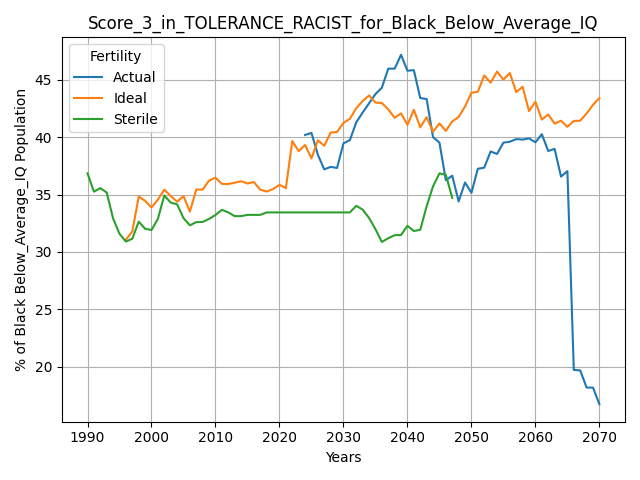 Score_3_in_TOLERANCE_RACIST_for_Black_Below_Average_IQ
Fertility
Actual
Ideal
Sterile
% of Black Below_Average_IQ Population
45
40
35
30
25
20
1990 2000 2010 2020 2030 2040 2050 2060 2070
Years